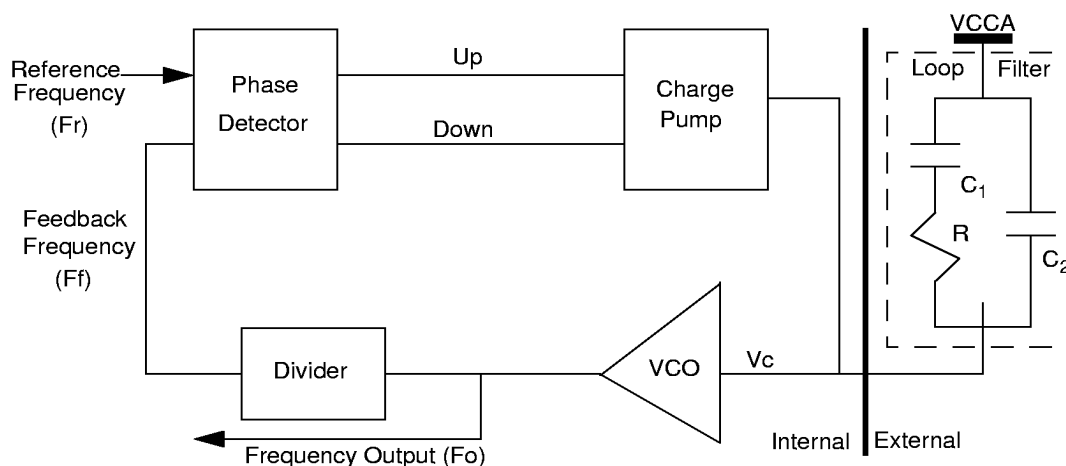 VCCA
Loop Filter
Reference
Frequency
(Fr)
Phase
Detector
Up
Down
Charge
Pump
C1
R
C2
Feedback
Frequency
(Ff)
Divider
VCO
Vc
Frequency Output (Fo)
Internal
External